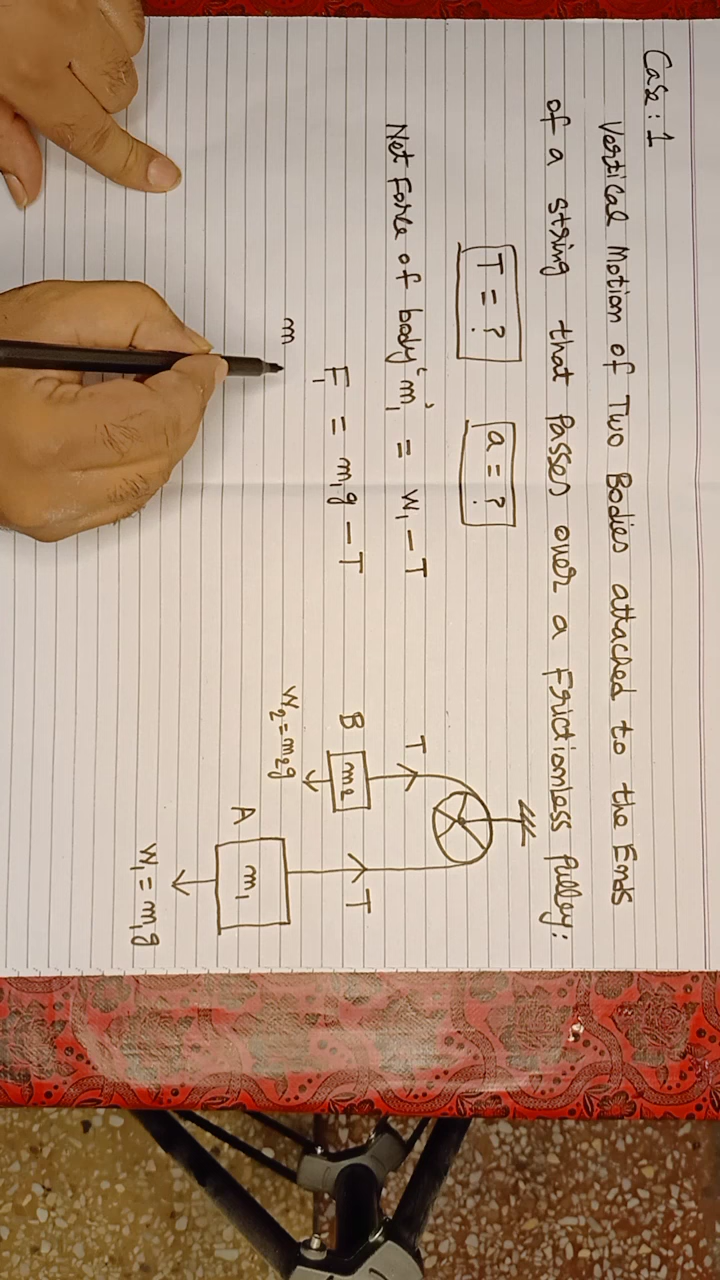 Case: 1
Vertical Motion of Two Bodies attached to the Ends
of a string that Passes over a Frictionless Pulley:
T = ?
a = ?
Net Force of body 'm₁' = w₁ – T
F₁ = m₁g – T
m
T
T
B
m₂
w₂ = m₂g
A
m₁
w₁ = m₁g